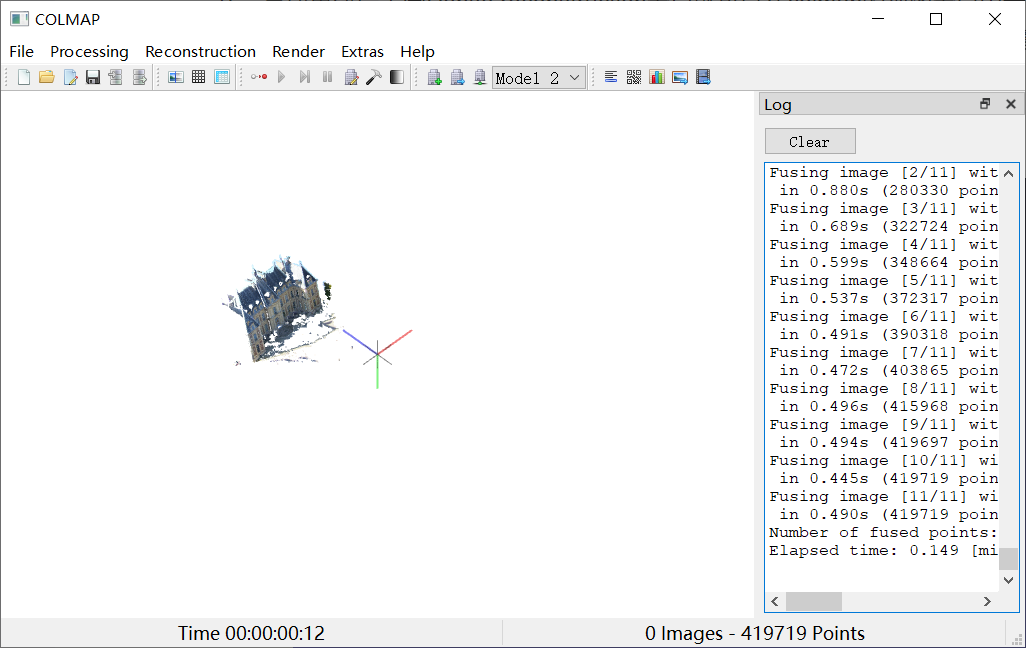 COLMAP
File Processing Reconstruction Render Extras Help
Model 2
Log
Clear
Fusing image [2/11] wit
in 0.880s (280330 poin
Fusing image [3/11] wit
in 0.689s (322724 poin
Fusing image [4/11] wit
in 0.599s (348664 poin
Fusing image [5/11] wit
in 0.537s (372317 poin
Fusing image [6/11] wit
in 0.491s (390318 poin
Fusing image [7/11] wit
in 0.472s (403865 poin
Fusing image [8/11] wit
in 0.496s (415968 poin
Fusing image [9/11] wit
in 0.494s (419697 poin
Fusing image [10/11] wi
in 0.445s (419719 poin
Fusing image [11/11] wi
in 0.490s (419719 poin
Number of fused points:
Elapsed time: 0.149 [mi
Time 00:00:00:12
0 Images - 419719 Points